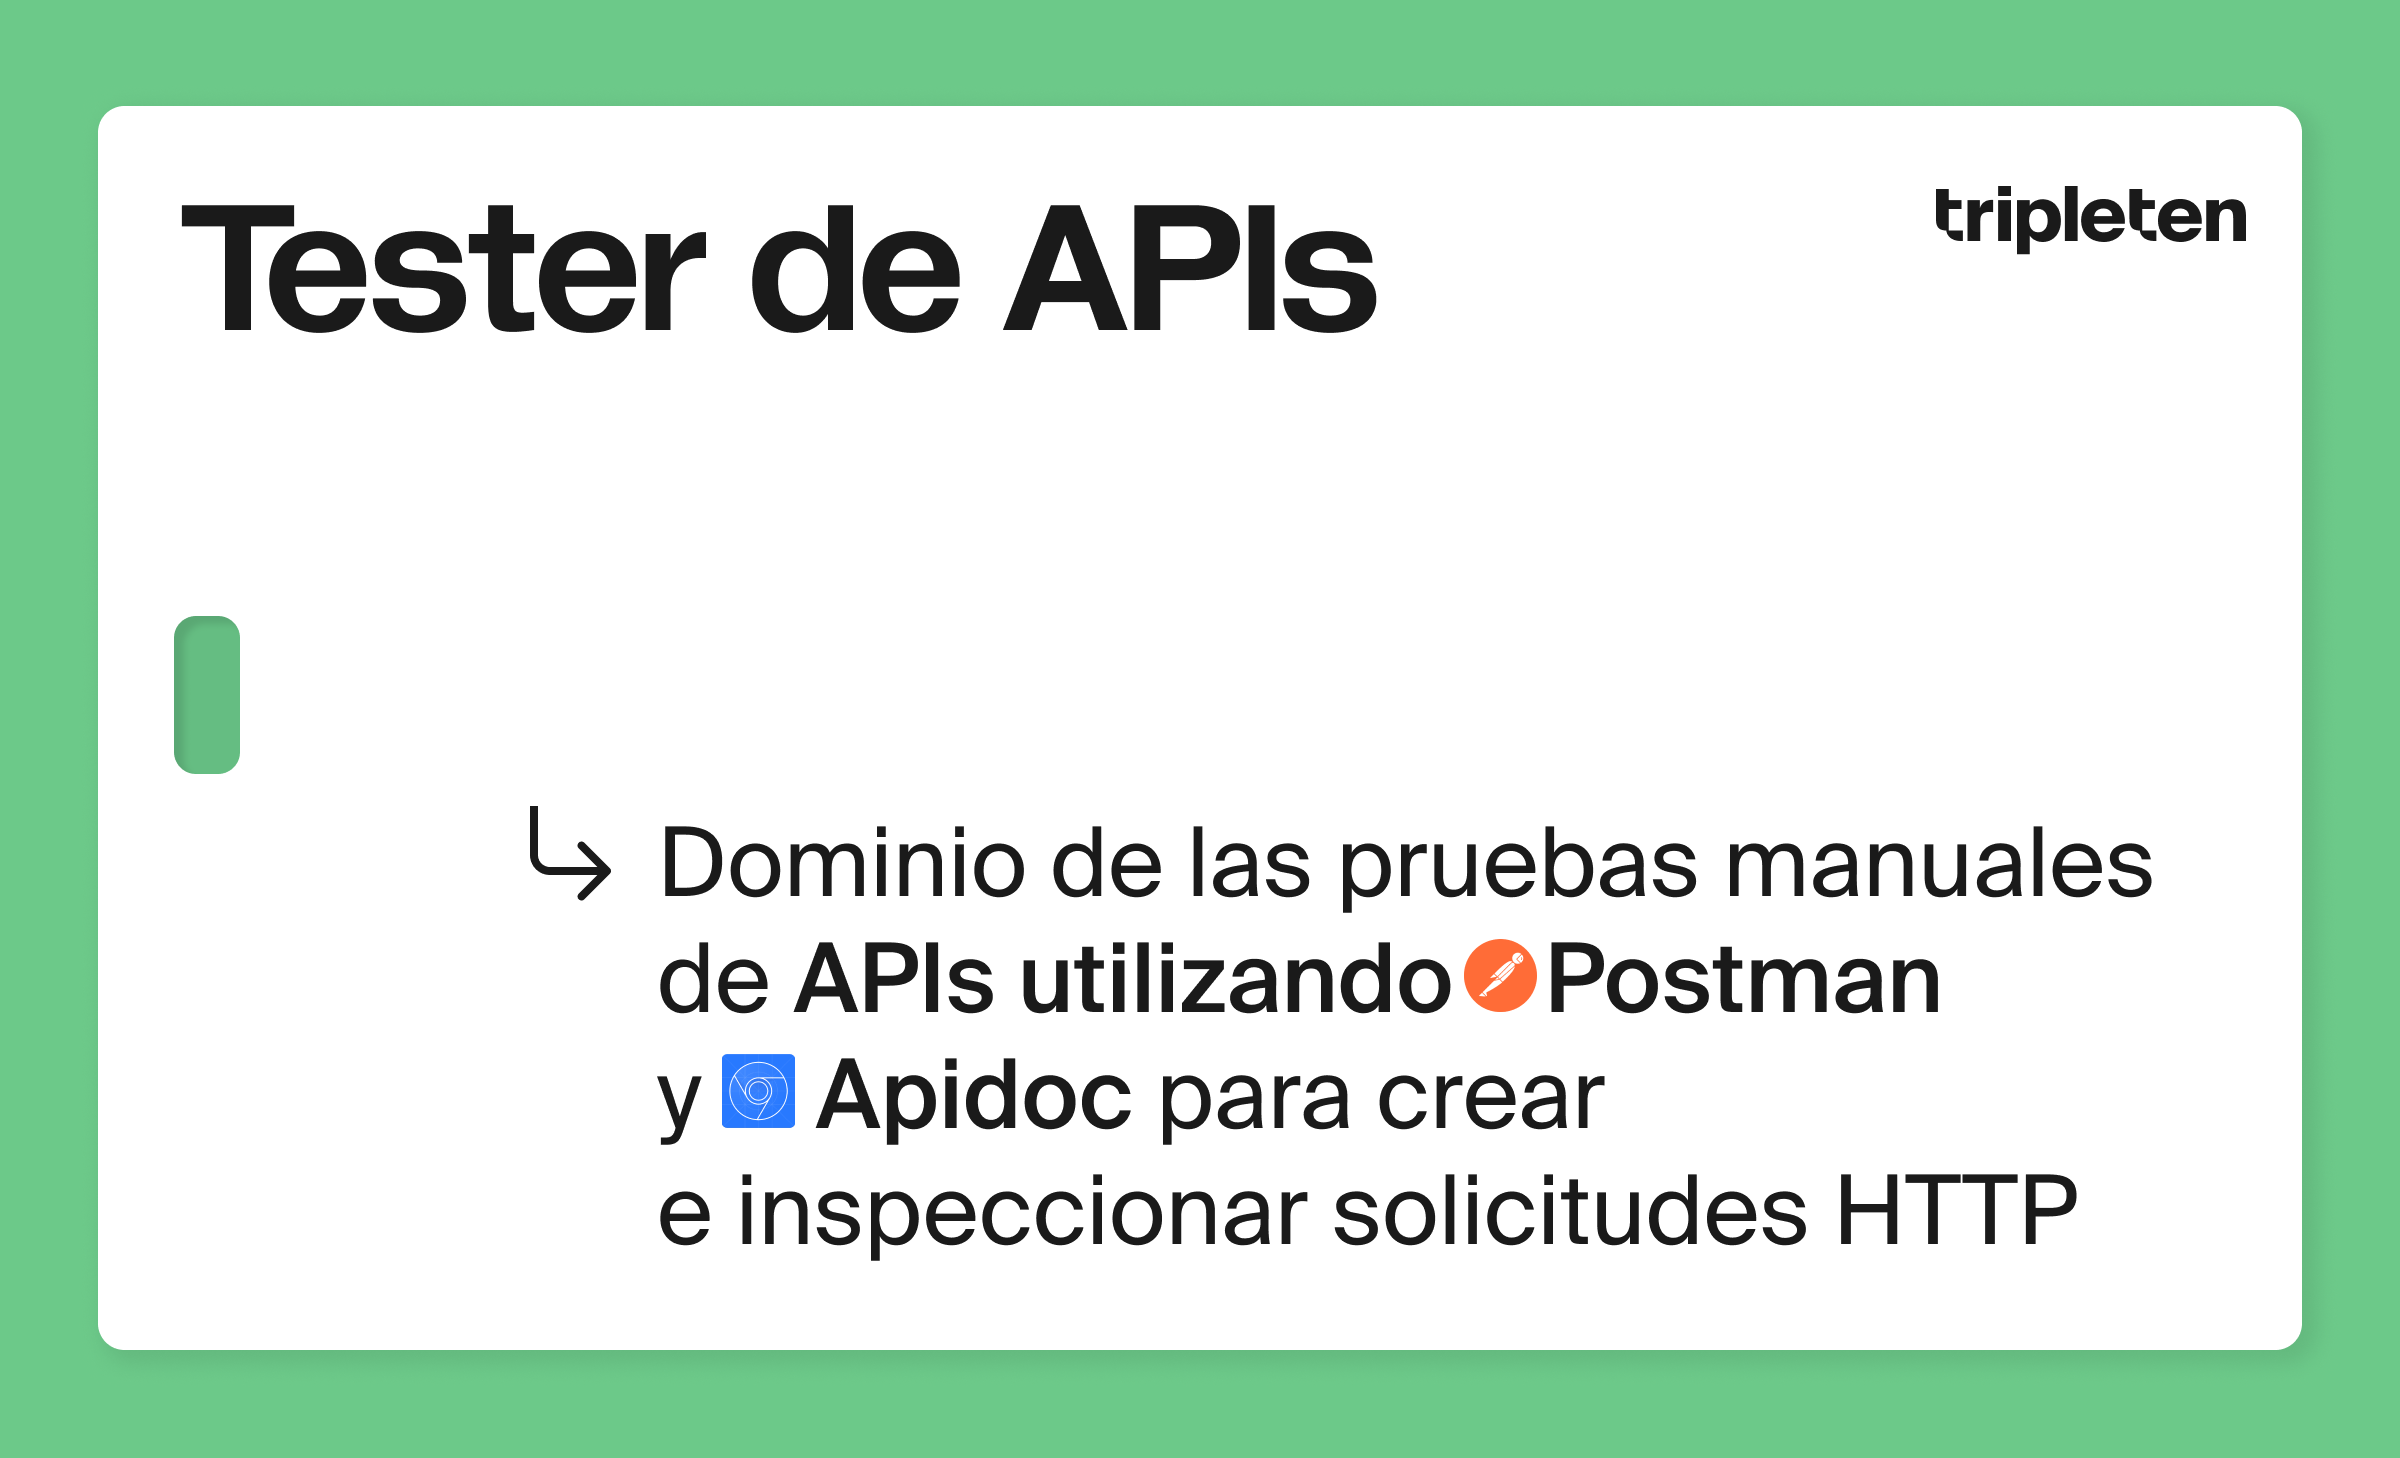 Tester de APIs
tripleten
Dominio de las pruebas manuales
de APIs utilizando Postman
y Apidoc para crear
e inspeccionar solicitudes HTTP